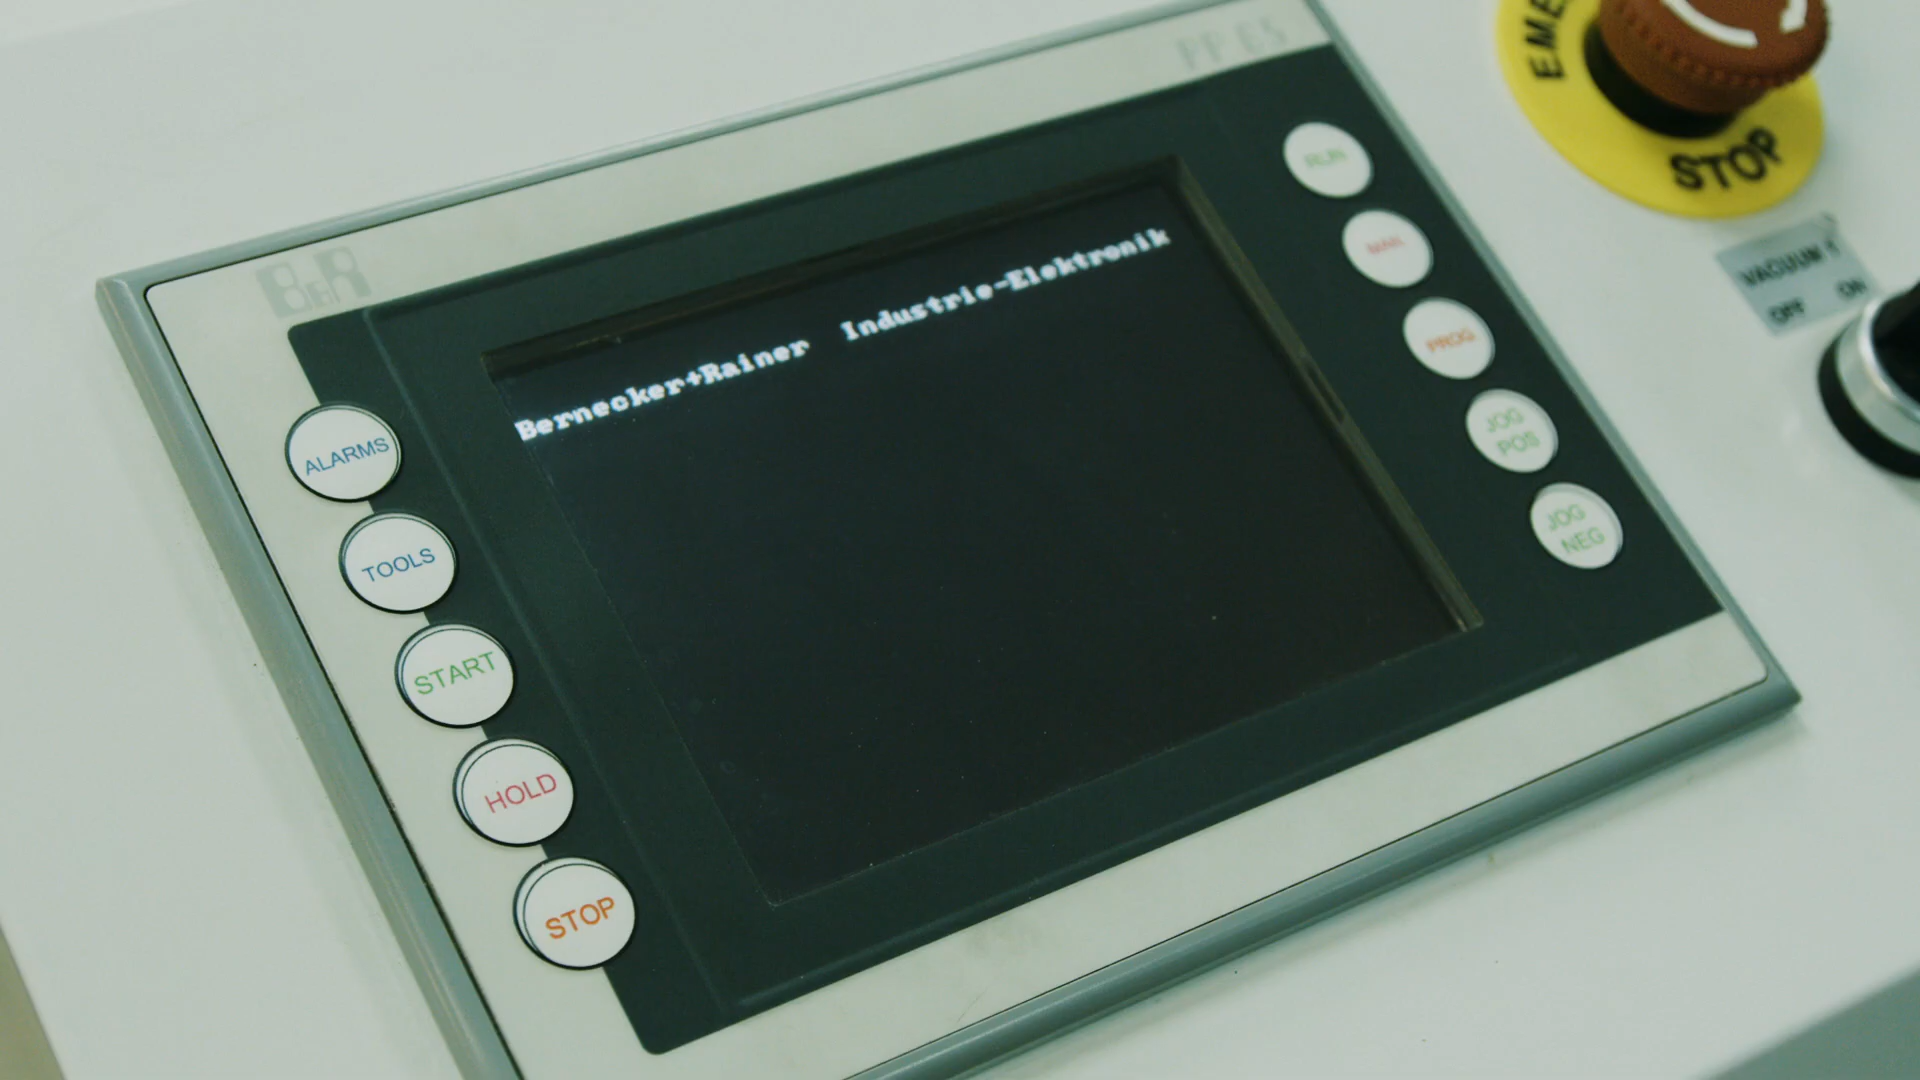 B&R
PP 65
Bernecker+Rainer Industrie-Elektronik
ALARMS
TOOLS
START
HOLD
STOP
RUN
MAN
PROG
JOG
POS
JOG
NEG
STOP
VACUUM 1
OFF ON